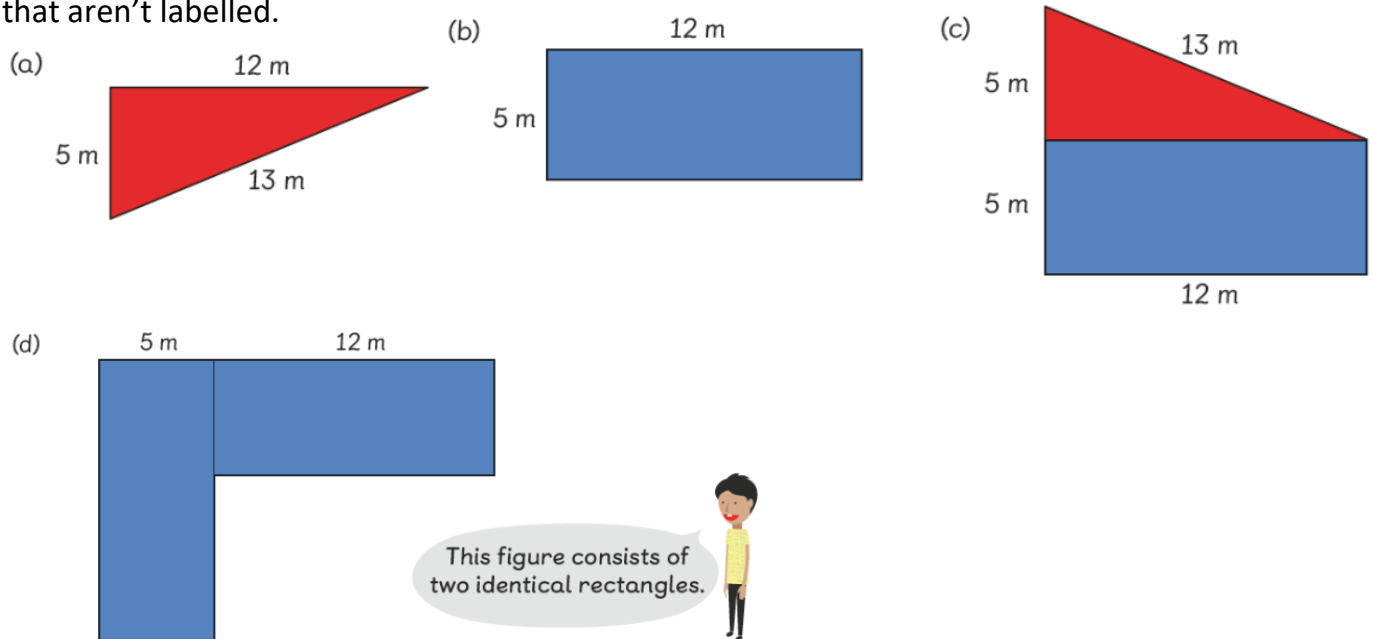 that aren't labelled.
(a)
12 m
5 m
13 m
(b)
12 m
5 m
(c)
13 m
5 m
5 m
12 m
(d)
5 m
12 m
This figure consists of
two identical rectangles.